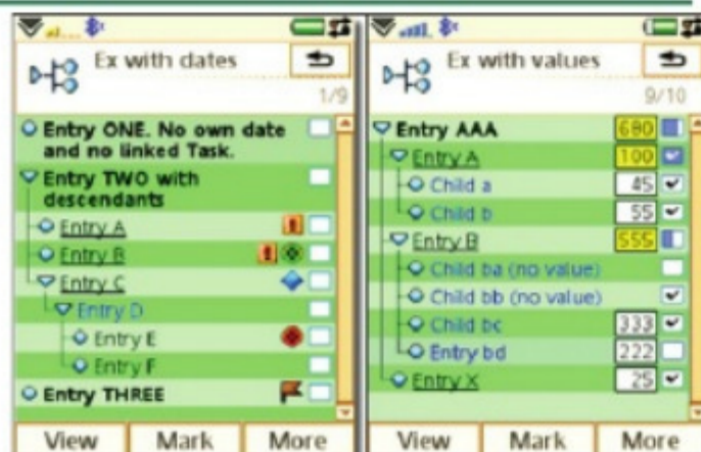 Ex with dates
1/9
Entry ONE. No own date
and no linked Task.
Entry TWO with
descendants
Entry A
Entry B
Entry C
Entry D
Entry E
Entry F
Entry THREE
View Mark More
Ex with values
9/10
Entry AAA 680
Entry A 100
Child a 45
Child b 55
Entry B 555
Child ba (no value)
Child bb (no value)
Child bc 333
Entry bd 222
Entry X 25
View Mark More